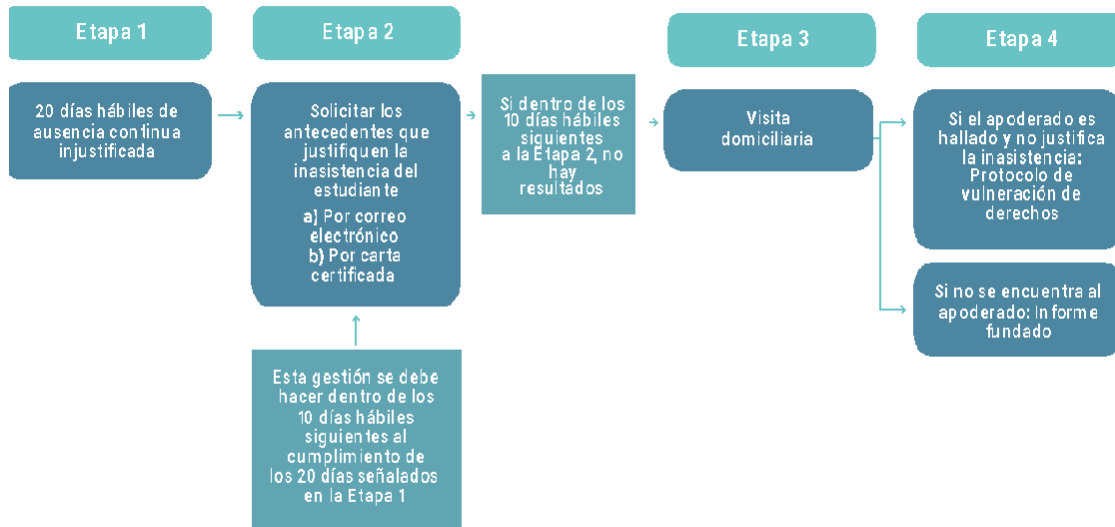 Etapa 1
20 días hábiles de
ausencia continua
injustificada
Etapa 2
Solicitar los
antecedentes que
justifiquen la
inasistencia del
estudiante
a) Por correo
electrónico
b) Por carta
certificada
Esta gestión se debe
hacer dentro de los
10 días hábiles
siguientes al
cumplimiento de
los 20 días señalados
en la Etapa 1
Si dentro de los
10 días hábiles
siguientes
a la Etapa 2, no
hay
resultados
Etapa 3
Visita
domiciliaria
Etapa 4
Si el apoderado es
hallado y no justifica
la inasistencia:
Protocolo de
vulneración de
derechos
Si no se encuentra al
apoderado: Informe
fundado